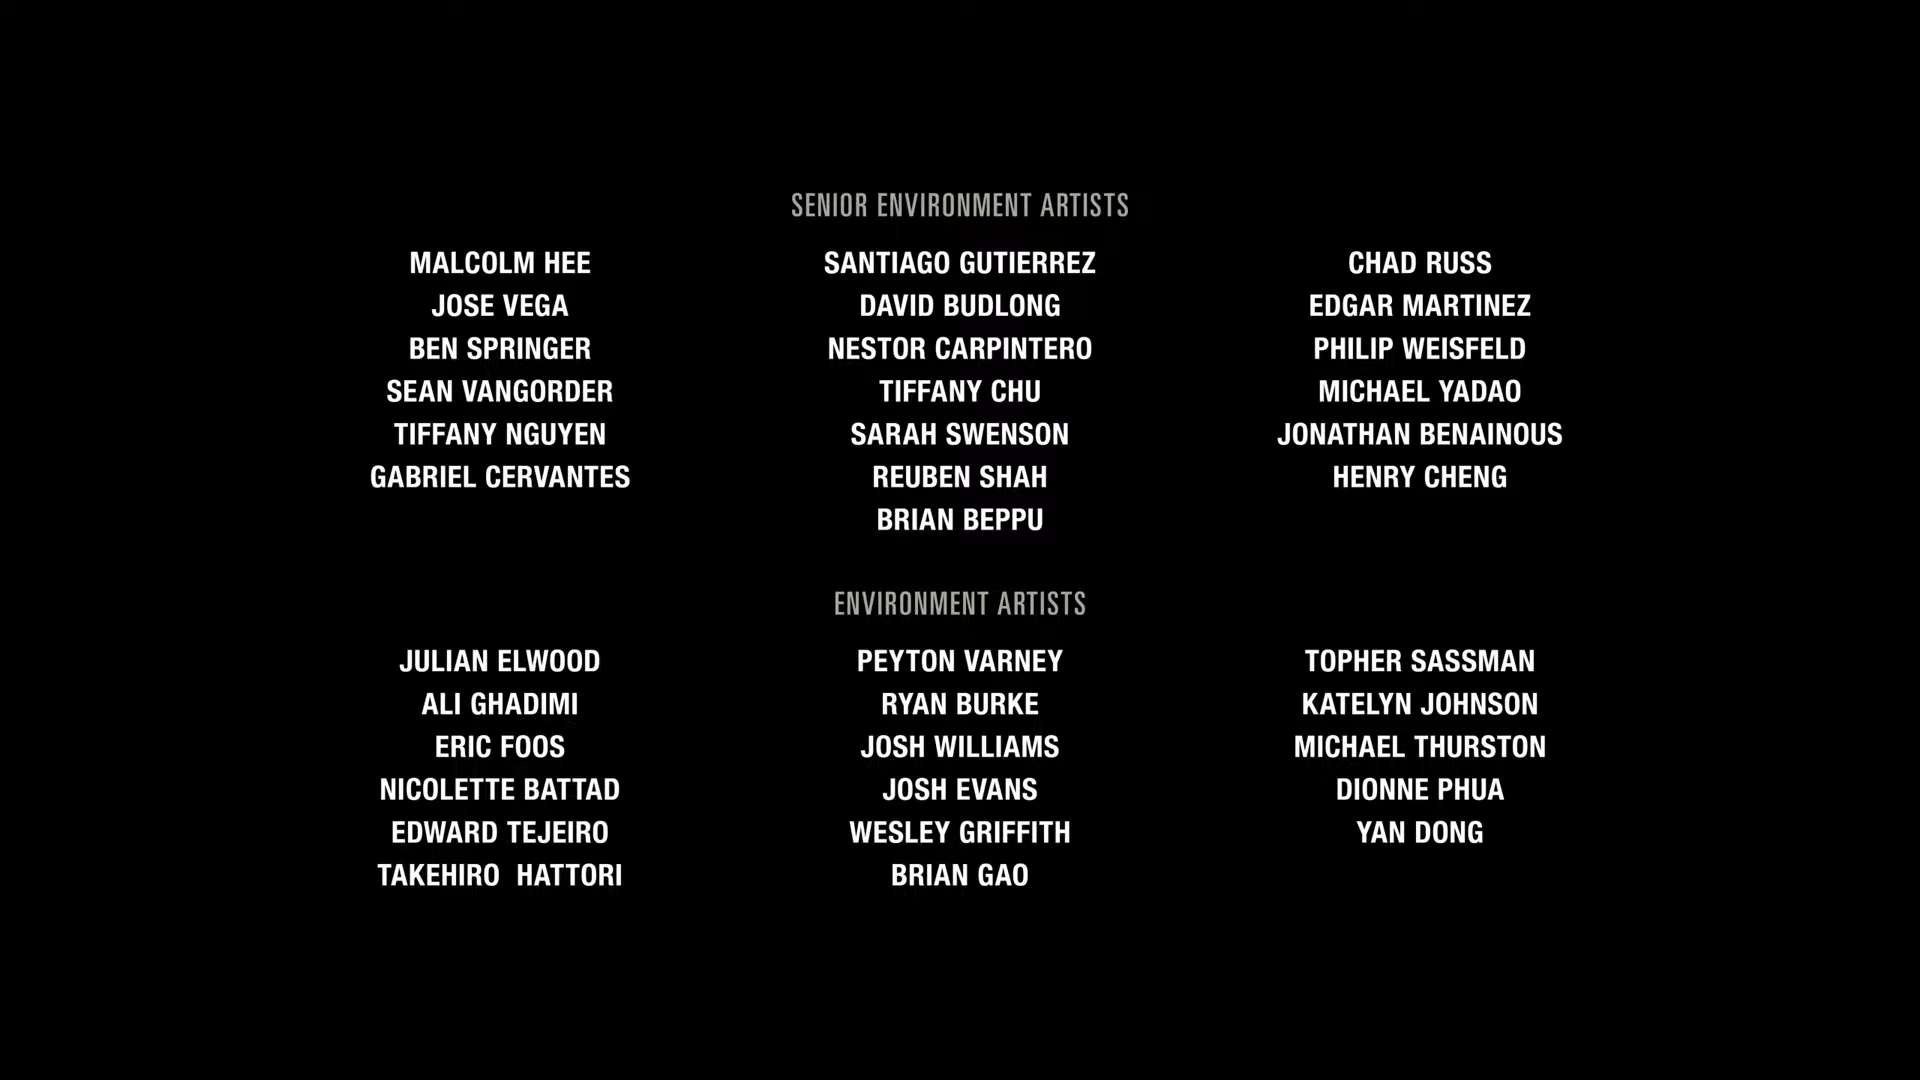 SENIOR ENVIRONMENT ARTISTS
MALCOLM HEE SANTIAGO GUTIERREZ CHAD RUSS
JOSE VEGA DAVID BUDLONG EDGAR MARTINEZ
BEN SPRINGER NESTOR CARPINTERO PHILIP WEISFELD
SEAN VANGORDER TIFFANY CHU MICHAEL YADAO
TIFFANY NGUYEN SARAH SWENSON JONATHAN BENAINOUS
GABRIEL CERVANTES REUBEN SHAH HENRY CHENG
BRIAN BEPPU
ENVIRONMENT ARTISTS
JULIAN ELWOOD PEYTON VARNEY TOPHER SASSMAN
ALI GHADIMI RYAN BURKE KATELYN JOHNSON
ERIC FOOS JOSH WILLIAMS MICHAEL THURSTON
NICOLETTE BATTAD JOSH EVANS DIONNE PHUA
EDWARD TEJEIRO WESLEY GRIFFITH YAN DONG
TAKEHIRO  HATTORI BRIAN GAO